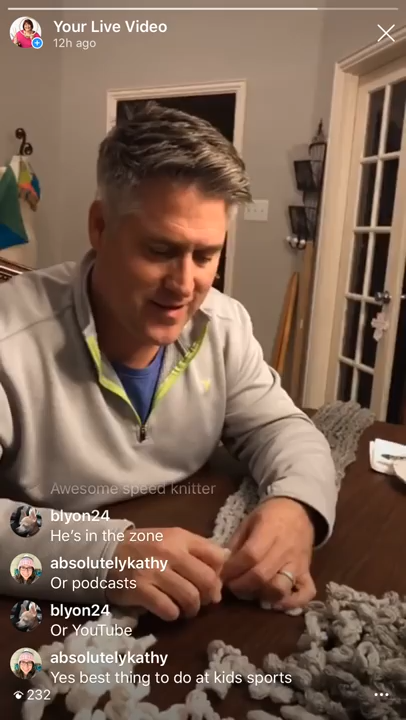 Your Live Video
12h ago
Awesome speed knitter
blyon24
He's in the zone
absolutelykathy
Or podcasts
blyon24
Or YouTube
absolutelykathy
Yes best thing to do at kids sports
232